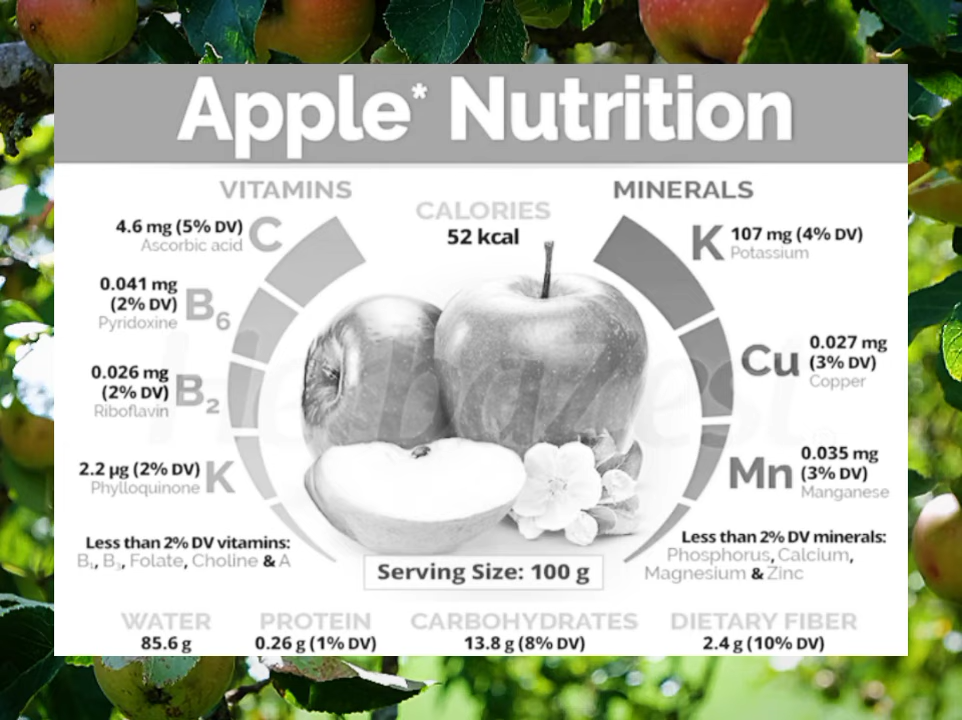 Apple* Nutrition
VITAMINS
4.6 mg (5% DV) C
Ascorbic acid
0.041 mg
(2% DV) B6
Pyridoxine
0.026 mg
(2% DV) B2
Riboflavin
2.2 µg (2% DV) K
Phylloquinone
Less than 2% DV vitamins:
B₁, B₃, Folate, Choline & A
CALORIES
52 kcal
MINERALS
K 107 mg (4% DV)
Potassium
Cu 0.027 mg
(3% DV)
Copper
Mn 0.035 mg
(3% DV)
Manganese
Less than 2% DV minerals:
Phosphorus, Calcium,
Magnesium & Zinc
HerbaZest
Serving Size: 100 g
WATER
85.6 g
PROTEIN
0.26 g (1% DV)
CARBOHYDRATES
13.8 g (8% DV)
DIETARY FIBER
2.4 g (10% DV)